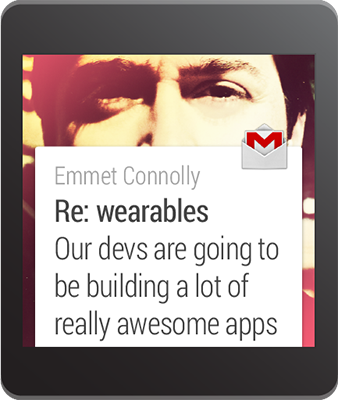 Emmet Connolly
Re: wearables
Our devs are going to
be building a lot of
really awesome apps